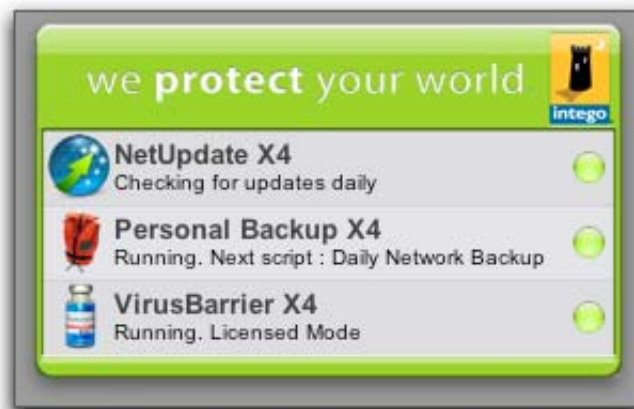 we protect your world
intego
NetUpdate X4
Checking for updates daily
Personal Backup X4
Running. Next script : Daily Network Backup
VirusBarrier X4
Running. Licensed Mode